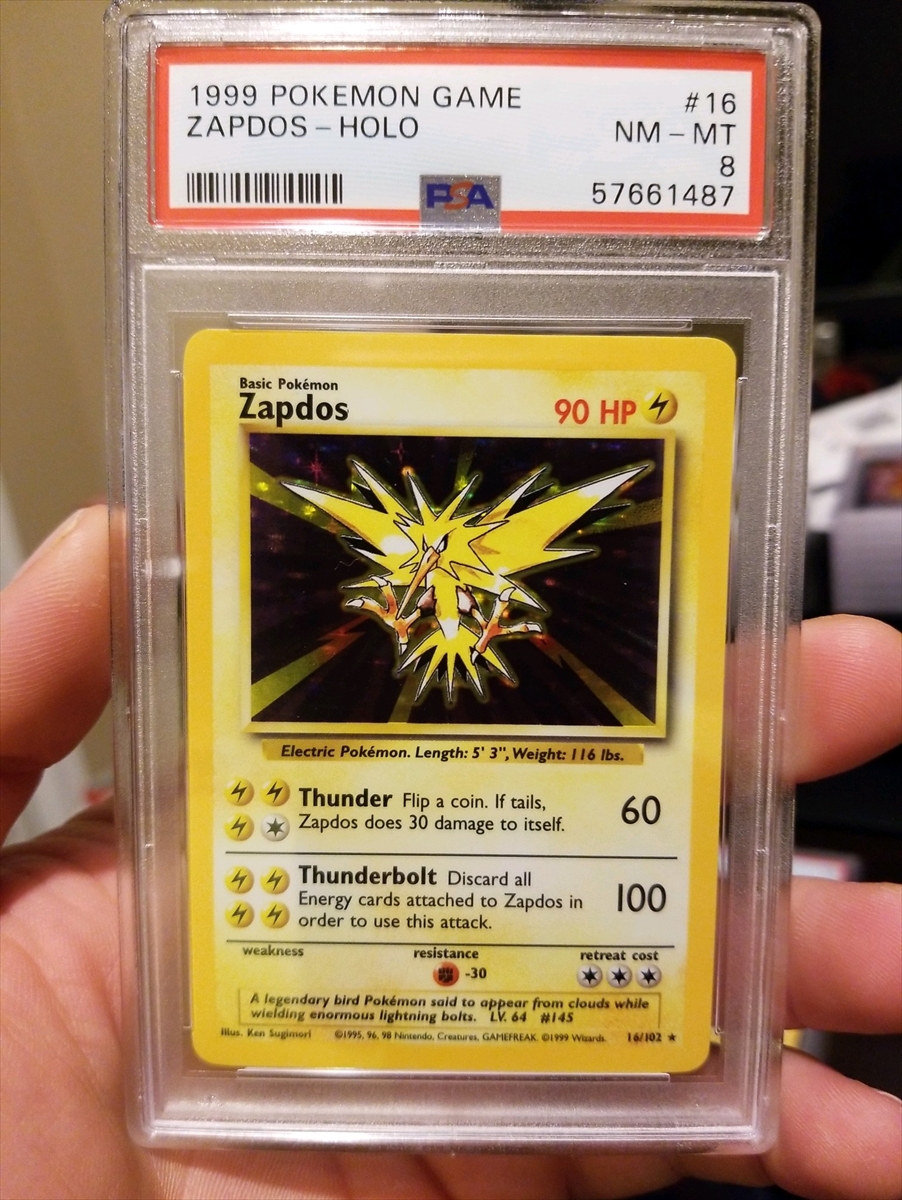 1999 POKEMON GAME #16
ZAPDOS – HOLO NM – MT
8
PSA 57661487
Basic Pokémon
Zapdos 90 HP
Electric Pokémon. Length: 5' 3", Weight: 116 lbs.
Thunder Flip a coin. If tails,
Zapdos does 30 damage to itself. 60
Thunderbolt Discard all
Energy cards attached to Zapdos in
order to use this attack. 100
weakness resistance retreat cost
-30
A legendary bird Pokémon said to appear from clouds while
wielding enormous lightning bolts. LV. 64 #145
Illus. Ken Sugimori ©1995, 96, 98 Nintendo, Creatures, GAMEFREAK. ©1999 Wizards. 16/102 ★